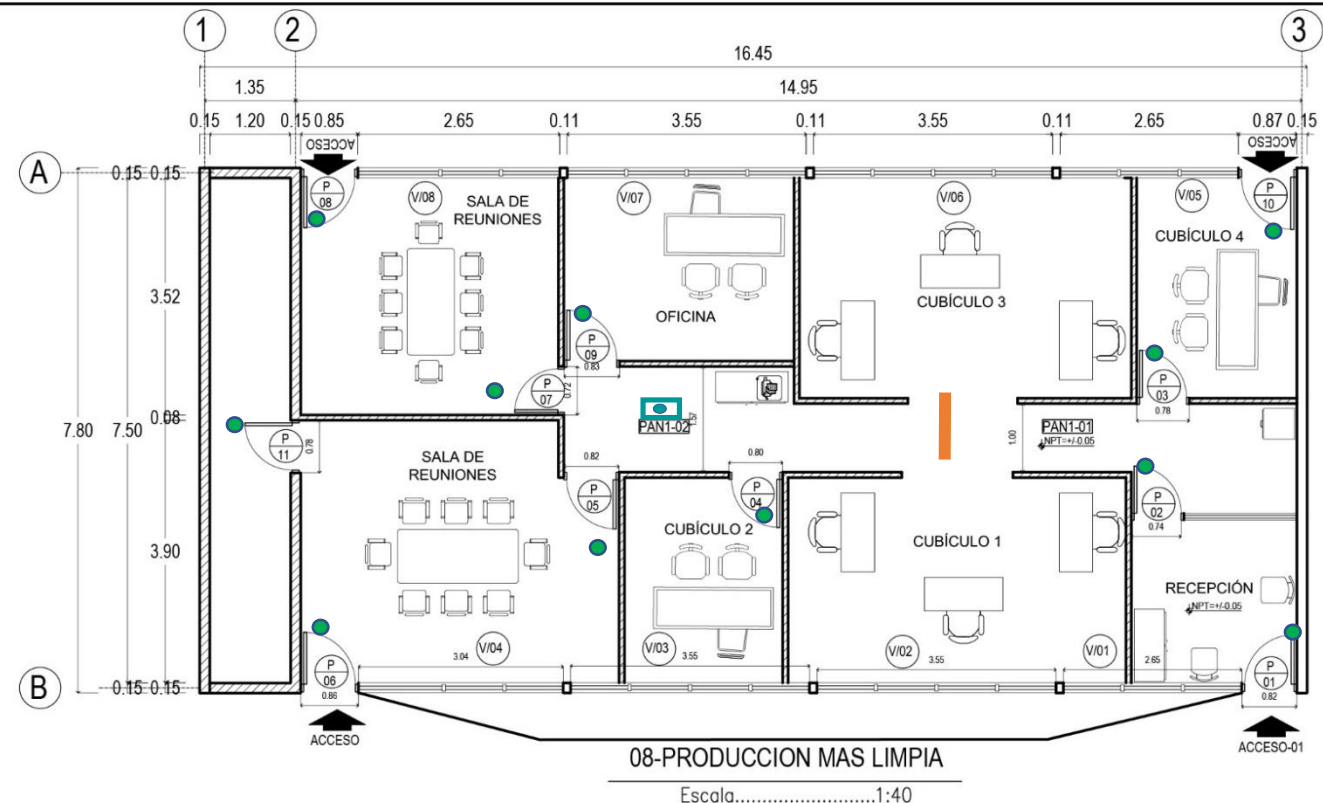 1 2 3
16.45
1.35 14.95
0.15 1.20 0.15 0.85 2.65 0.11 3.55 0.11 3.55 0.11 2.65 0.87 0.15
ACCESO ACCESO
A
0.15 0.15
P
08
V/08
SALA DE
REUNIONES
V/07
V/06
V/05
P
10
CUBÍCULO 4
3.52
OFICINA
CUBÍCULO 3
P
09
0.83
P
07
0.72
P
03
0.78
PAN1-02
1.57
PAN1-01
NPT=+/-0.05
1.00
7.80 7.50 0.08
P
11
0.78
SALA DE
REUNIONES
0.82
P
05
0.80
P
04
CUBÍCULO 2
CUBÍCULO 1
P
02
0.74
3.90
RECEPCIÓN
NPT=+/-0.05
V/04
3.04
V/03
3.55
V/02
3.55
V/01
2.65
B
0.15 0.15
P
06
0.86
P
01
0.82
ACCESO
ACCESO-01
08-PRODUCCION MAS LIMPIA
Escala.........................1:40